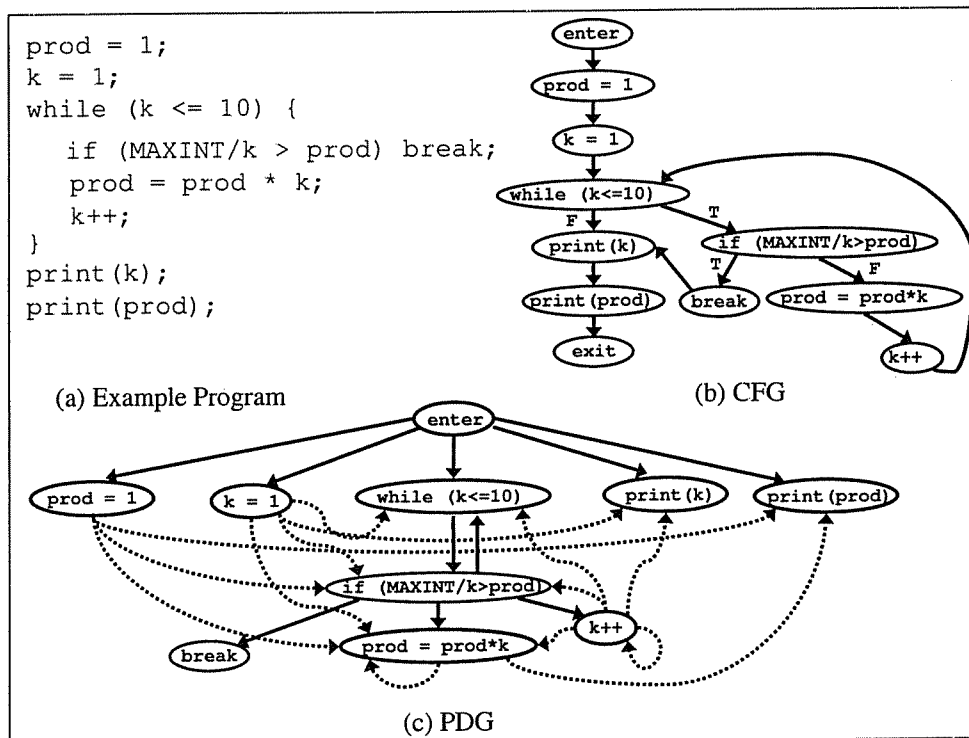 prod = 1;
k = 1;
while (k <= 10) {
if (MAXINT/k > prod) break;
prod = prod * k;
k++;
}
print(k);
print(prod);
(a) Example Program
enter
prod = 1
k = 1
while (k<=10)
F
T
print(k)
if (MAXINT/k>prod)
T
F
print(prod)
break
prod = prod*k
exit
k++
(b) CFG
enter
prod = 1
k = 1
while (k<=10)
print(k)
print(prod)
if (MAXINT/k>prod)
k++
break
prod = prod*k
(c) PDG